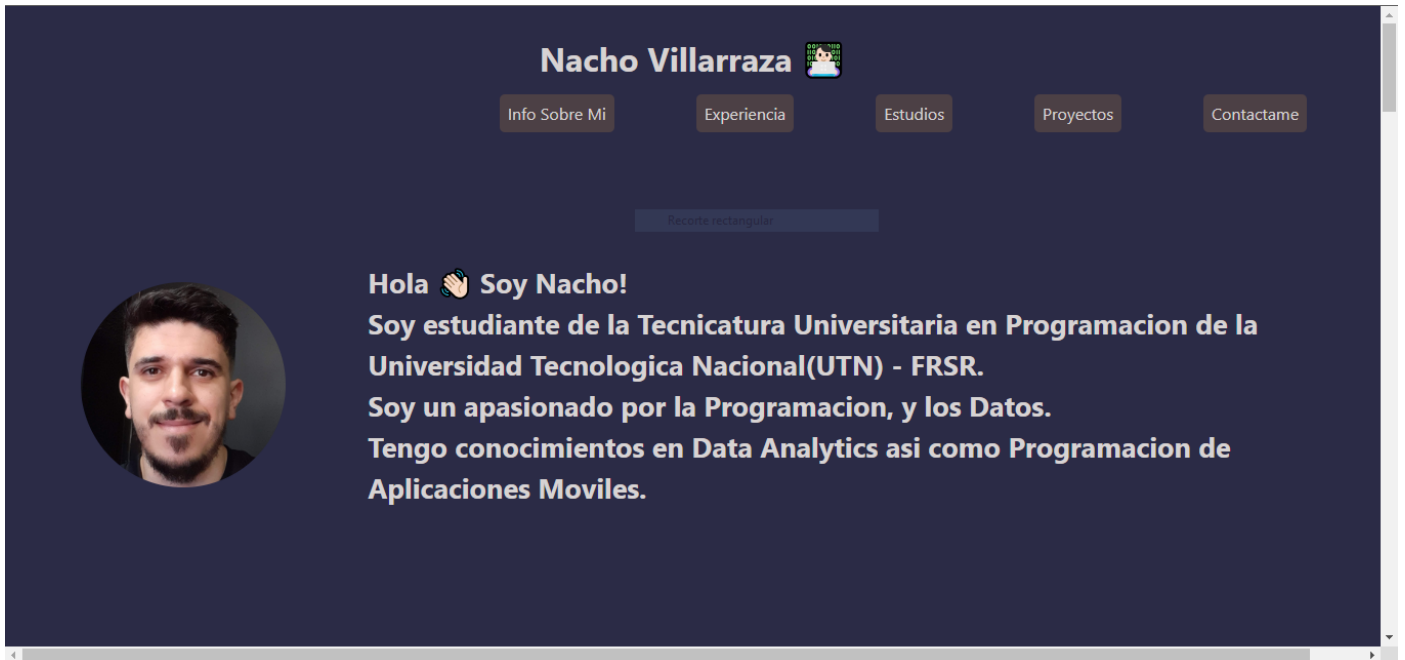 Nacho Villarraza
Info Sobre Mi Experiencia Estudios Proyectos Contactame
Recorte rectangular
Hola 👋🏻 Soy Nacho!
Soy estudiante de la Tecnicatura Universitaria en Programacion de la
Universidad Tecnologica Nacional(UTN) - FRSR.
Soy un apasionado por la Programacion, y los Datos.
Tengo conocimientos en Data Analytics asi como Programacion de
Aplicaciones Moviles.